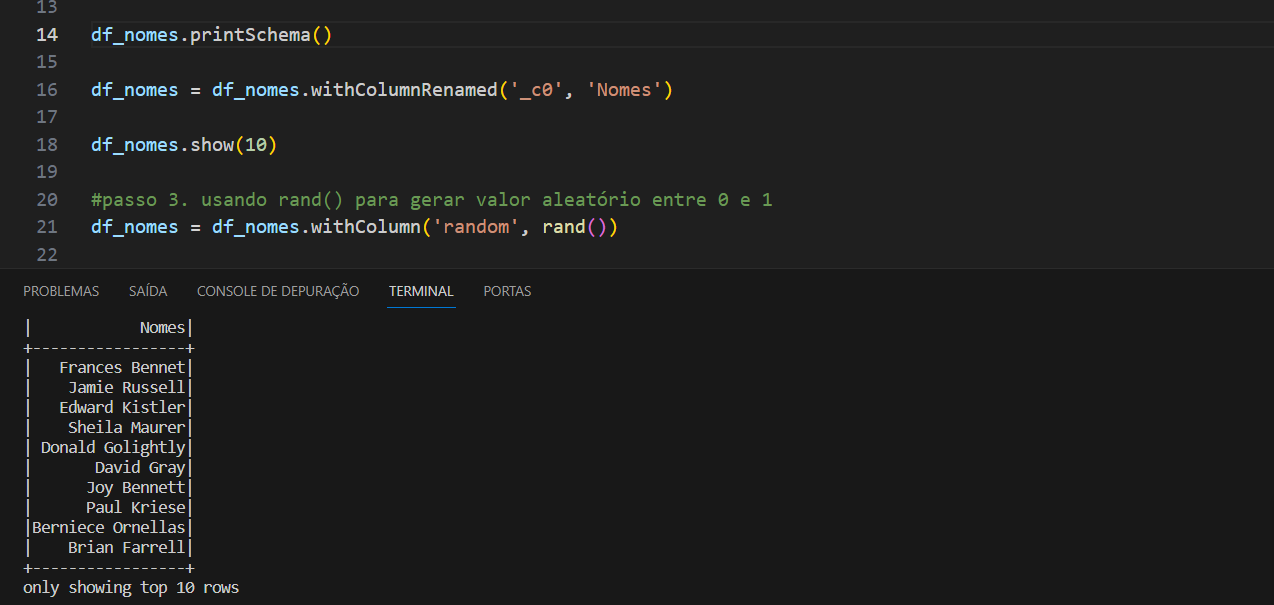 13
14 df_nomes.printSchema()
15
16 df_nomes = df_nomes.withColumnRenamed('_c0', 'Nomes')
17
18 df_nomes.show(10)
19
20 #passo 3. usando rand() para gerar valor aleatório entre 0 e 1
21 df_nomes = df_nomes.withColumn('random', rand())
22
PROBLEMAS SAÍDA CONSOLE DE DEPURAÇÃO TERMINAL PORTAS
|            Nomes|
+-----------------+
|   Frances Bennet|
|    Jamie Russell|
|   Edward Kistler|
|    Sheila Maurer|
| Donald Golightly|
|       David Gray|
|      Joy Bennett|
|      Paul Kriese|
|Berniece Ornellas|
|    Brian Farrell|
+-----------------+
only showing top 10 rows